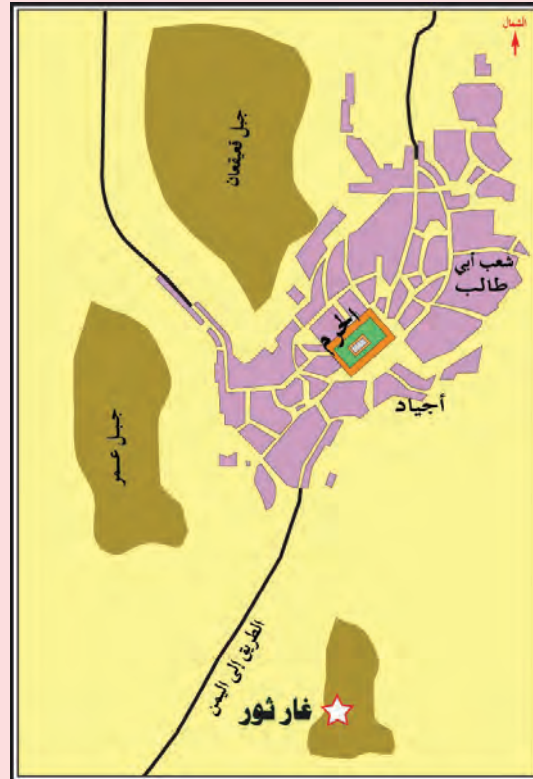 الشمال
جبل قعيقعان
شعب أبي
طالب
الحرم
أجياد
جبل عمر
الطريق إلى اليمن
غار ثور